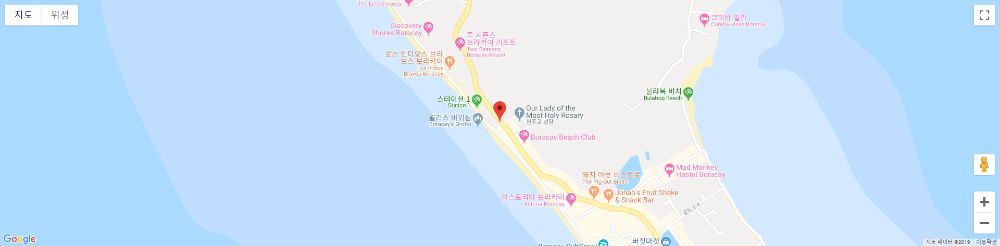 지도 위성
The Lind Boracay
Discovery
Shores Boracay
투 시즌스
보라카이 리조트
Two Seasons
Boracay Resort
코히바 빌라
Cohiba Villas Boracay
로스 인디오스 브라
보스 보라카이
Los Indios
Bravos Boracay
스테이션 1
Station 1
불라복 비치
Bulabog Beach
윌리스 바위섬
Boracay's Grotto
Our Lady of the
Most Holy Rosary
천주교 성당
Boracay Beach Club
Mad Monkey
Hostel Boracay
돼지 아웃 비스트로
The Pig Out Bistro
Jonah's Fruit Shake
& Snack Bar
아스토리아 보라카이
Astoria Boracay
로드 1-A
버짓마켓
Boracay PubCrawl
Google
지도 데이터 ©2019 이용약관